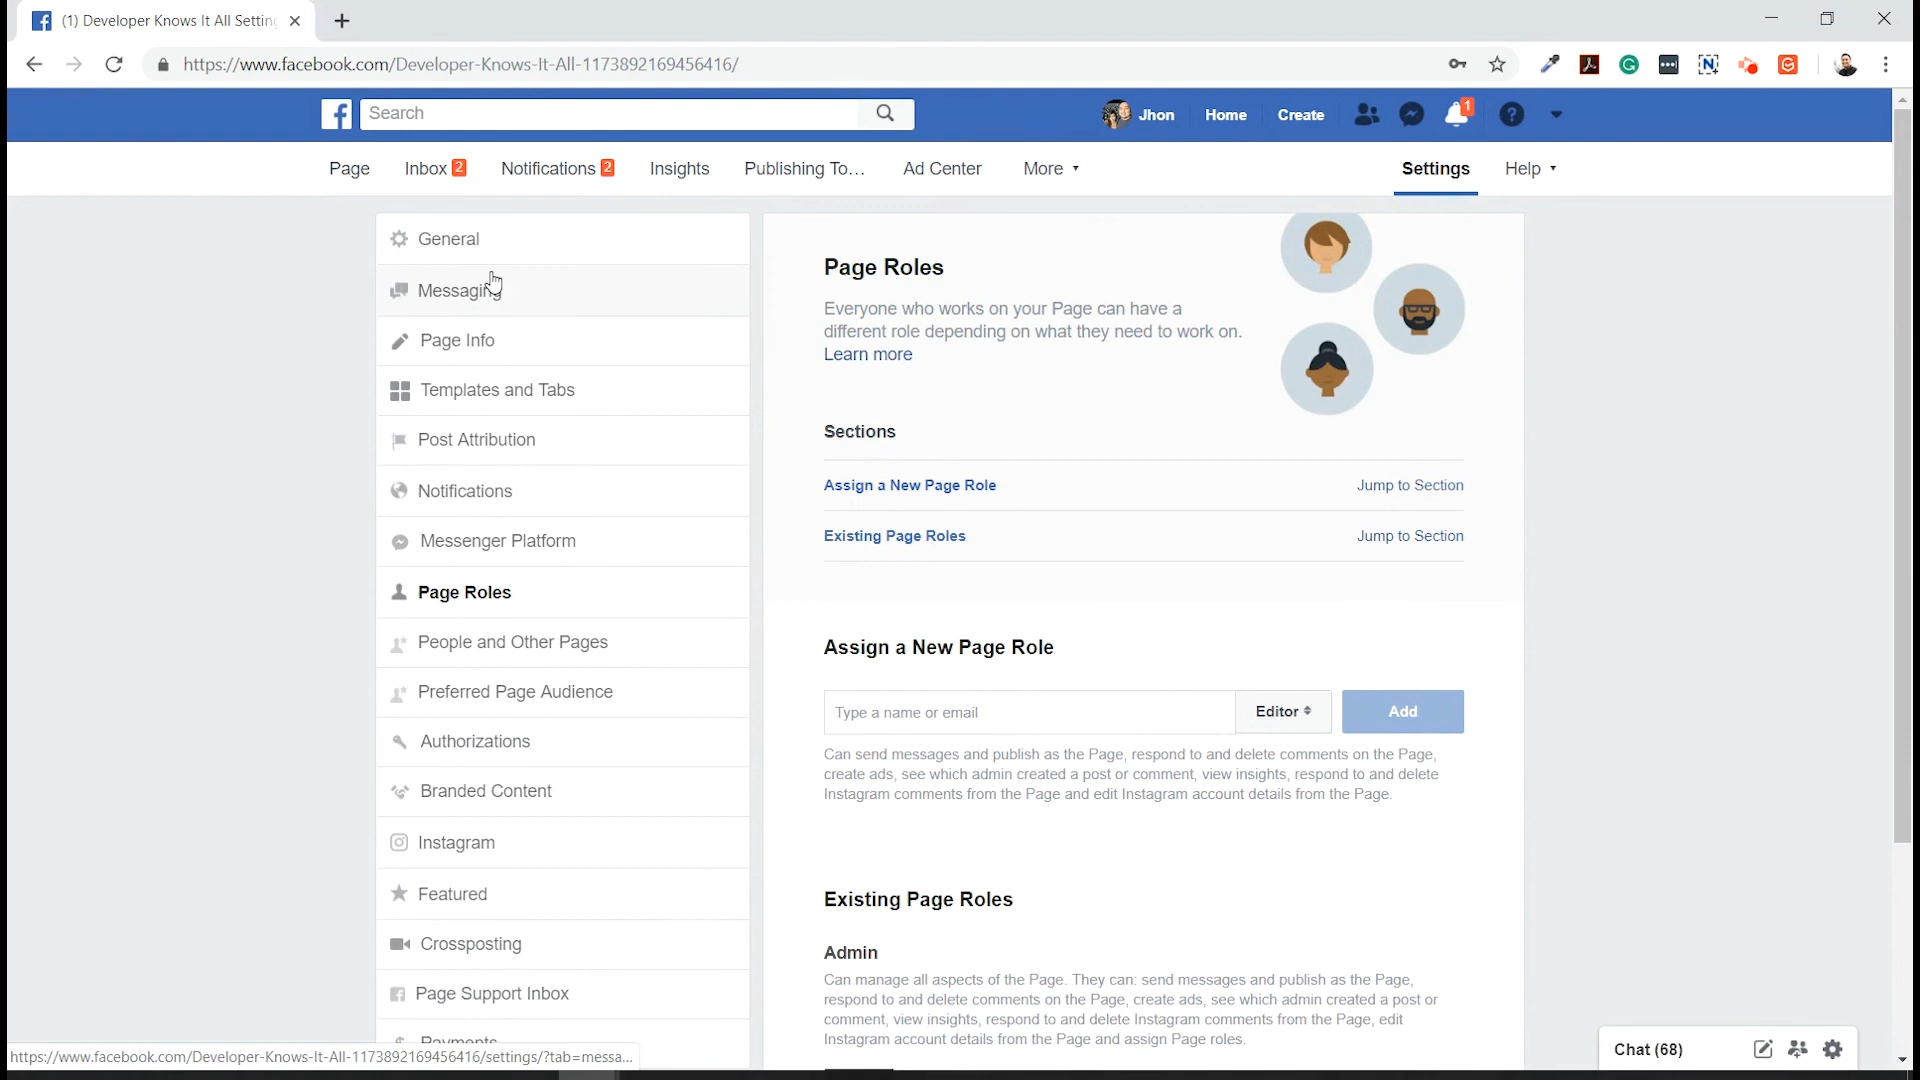 (1) Developer Knows It All Setting
https://www.facebook.com/Developer-Knows-It-All-1173892169456416/
Search
Jhon
Home
Create
1
Page
Inbox 2
Notifications 2
Insights
Publishing To…
Ad Center
More
Settings
Help
General
Messaging
Page Info
Templates and Tabs
Post Attribution
Notifications
Messenger Platform
Page Roles
People and Other Pages
Preferred Page Audience
Authorizations
Branded Content
Instagram
Featured
Crossposting
Page Support Inbox
Payments
Page Roles
Everyone who works on your Page can have a
different role depending on what they need to work on.
Learn more
Sections
Assign a New Page Role Jump to Section
Existing Page Roles Jump to Section
Assign a New Page Role
Type a name or email Editor Add
Can send messages and publish as the Page, respond to and delete comments on the Page,
create ads, see which admin created a post or comment, view insights, respond to and delete
Instagram comments from the Page and edit Instagram account details from the Page.
Existing Page Roles
Admin
Can manage all aspects of the Page. They can: send messages and publish as the Page,
respond to and delete comments on the Page, create ads, see which admin created a post or
comment, view insights, respond to and delete Instagram comments from the Page, edit
Instagram account details from the Page and assign Page roles.
https://www.facebook.com/Developer-Knows-It-All-1173892169456416/settings/?tab=messa...
Chat (68)